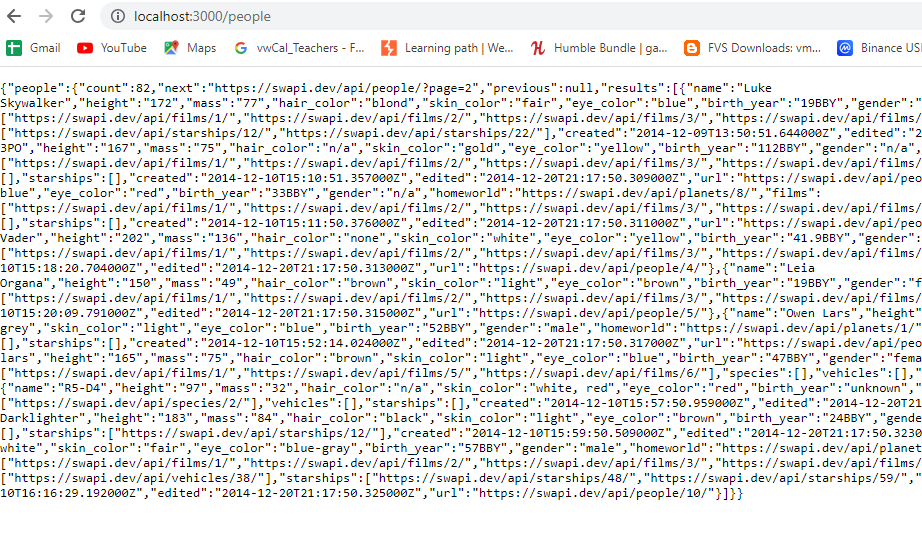 localhost:3000/people
Gmail YouTube Maps vwCal_Teachers - F... Learning path | We... Humble Bundle | ga... FVS Downloads: vm... Binance US
{"people":{"count":82,"next":"https://swapi.dev/api/people/?page=2","previous":null,"results":[{"name":"Luke
Skywalker","height":"172","mass":"77","hair_color":"blond","skin_color":"fair","eye_color":"blue","birth_year":"19BBY","gender":
["https://swapi.dev/api/films/1/","https://swapi.dev/api/films/2/","https://swapi.dev/api/films/3/","https://swapi.dev/api/films/
"https://swapi.dev/api/starships/12/","https://swapi.dev/api/starships/22/"],"created":"2014-12-09T13:50:51.644000Z","edited":"2
3PO","height":"167","mass":"75","hair_color":"n/a","skin_color":"gold","eye_color":"yellow","birth_year":"112BBY","gender":"n/a",
["https://swapi.dev/api/films/1/","https://swapi.dev/api/films/2/","https://swapi.dev/api/films/3/","https://swapi.dev/api/films/
[],"starships":[],"created":"2014-12-10T15:10:51.357000Z","edited":"2014-12-20T21:17:50.309000Z","url":"https://swapi.dev/api/peo
blue","eye_color":"red","birth_year":"33BBY","gender":"n/a","homeworld":"https://swapi.dev/api/planets/8/","films":
["https://swapi.dev/api/films/1/","https://swapi.dev/api/films/2/","https://swapi.dev/api/films/3/","https://swapi.dev/api/films/
[],"starships":[],"created":"2014-12-10T15:11:50.376000Z","edited":"2014-12-20T21:17:50.311000Z","url":"https://swapi.dev/api/peo
Vader","height":"202","mass":"136","hair_color":"none","skin_color":"white","eye_color":"yellow","birth_year":"41.9BBY","gender":
["https://swapi.dev/api/films/1/","https://swapi.dev/api/films/2/","https://swapi.dev/api/films/3/","https://swapi.dev/api/films/
10T15:18:20.704000Z","edited":"2014-12-20T21:17:50.313000Z","url":"https://swapi.dev/api/people/4/"},{"name":"Leia
Organa","height":"150","mass":"49","hair_color":"brown","skin_color":"light","eye_color":"brown","birth_year":"19BBY","gender":"f
["https://swapi.dev/api/films/1/","https://swapi.dev/api/films/2/","https://swapi.dev/api/films/3/","https://swapi.dev/api/films/
10T15:20:09.791000Z","edited":"2014-12-20T21:17:50.315000Z","url":"https://swapi.dev/api/people/5/"},{"name":"Owen Lars","height"
grey","skin_color":"light","eye_color":"blue","birth_year":"52BBY","gender":"male","homeworld":"https://swapi.dev/api/planets/1/"
[],"starships":[],"created":"2014-12-10T15:52:14.024000Z","edited":"2014-12-20T21:17:50.317000Z","url":"https://swapi.dev/api/peo
lars","height":"165","mass":"75","hair_color":"brown","skin_color":"light","eye_color":"blue","birth_year":"47BBY","gender":"fema
["https://swapi.dev/api/films/1/","https://swapi.dev/api/films/5/","https://swapi.dev/api/films/6/"],"species":[],"vehicles":[],"
{"name":"R5-D4","height":"97","mass":"32","hair_color":"n/a","skin_color":"white, red","eye_color":"red","birth_year":"unknown","
["https://swapi.dev/api/species/2/"],"vehicles":[],"starships":[],"created":"2014-12-10T15:57:50.959000Z","edited":"2014-12-20T21
Darklighter","height":"183","mass":"84","hair_color":"black","skin_color":"light","eye_color":"brown","birth_year":"24BBY","gende
[],"starships":["https://swapi.dev/api/starships/12/"],"created":"2014-12-10T15:59:50.509000Z","edited":"2014-12-20T21:17:50.3230
white","skin_color":"fair","eye_color":"blue-gray","birth_year":"57BBY","gender":"male","homeworld":"https://swapi.dev/api/planet
["https://swapi.dev/api/films/1/","https://swapi.dev/api/films/2/","https://swapi.dev/api/films/3/","https://swapi.dev/api/films/
["https://swapi.dev/api/vehicles/38/"],"starships":["https://swapi.dev/api/starships/48/","https://swapi.dev/api/starships/59/","
10T16:16:29.192000Z","edited":"2014-12-20T21:17:50.325000Z","url":"https://swapi.dev/api/people/10/"}]}}